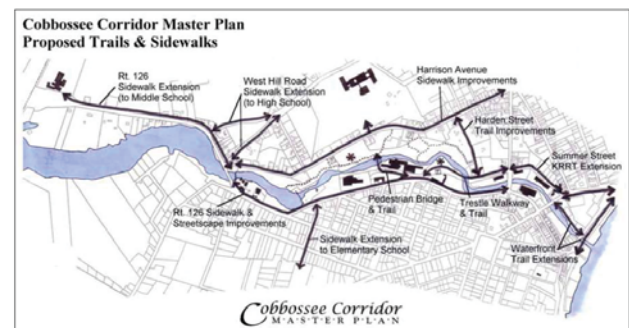 Cobbossee Corridor Master Plan
Proposed Trails & Sidewalks
Rt. 126
Sidewalk Extension
(to Middle School)
West Hill Road
Sidewalk Extension
(to High School)
Harrison Avenue
Sidewalk Improvements
Harden Street
Trail Improvements
Summer Street
KRRT Extension
Pedestrian Bridge
& Trail
Trestle Walkway
& Trail
Rt. 126 Sidewalk &
Streetscape Improvements
Sidewalk Extension
to Elementary School
Waterfront
Trail Extensions
Cobbossee Corridor
MASTER PLAN